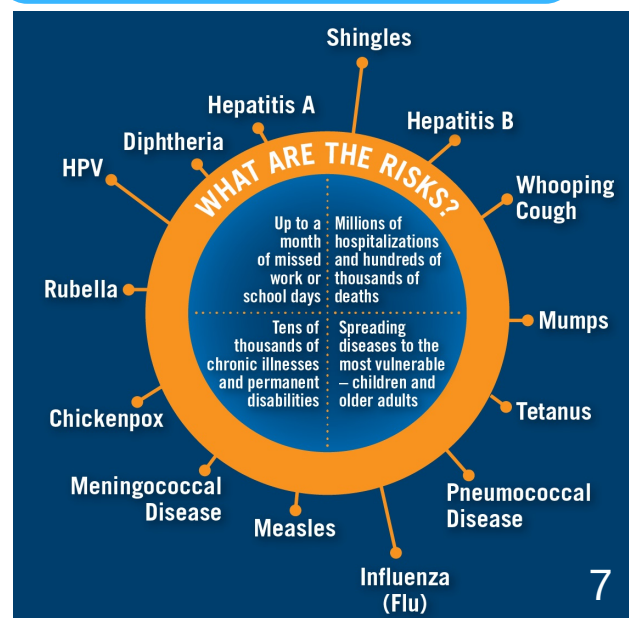 Shingles
Hepatitis A
Hepatitis B
Diphtheria
HPV
Whooping
Cough
WHAT ARE THE RISKS?
Up to a
month
of missed
work or
school days
Millions of
hospitalizations
and hundreds of
thousands of
deaths
Rubella
Mumps
Tens of
thousands of
chronic illnesses
and permanent
disabilities
Spreading
diseases to the
most vulnerable
– children and
older adults
Chickenpox
Tetanus
Meningococcal
Disease
Pneumococcal
Disease
Measles
Influenza
(Flu)
7